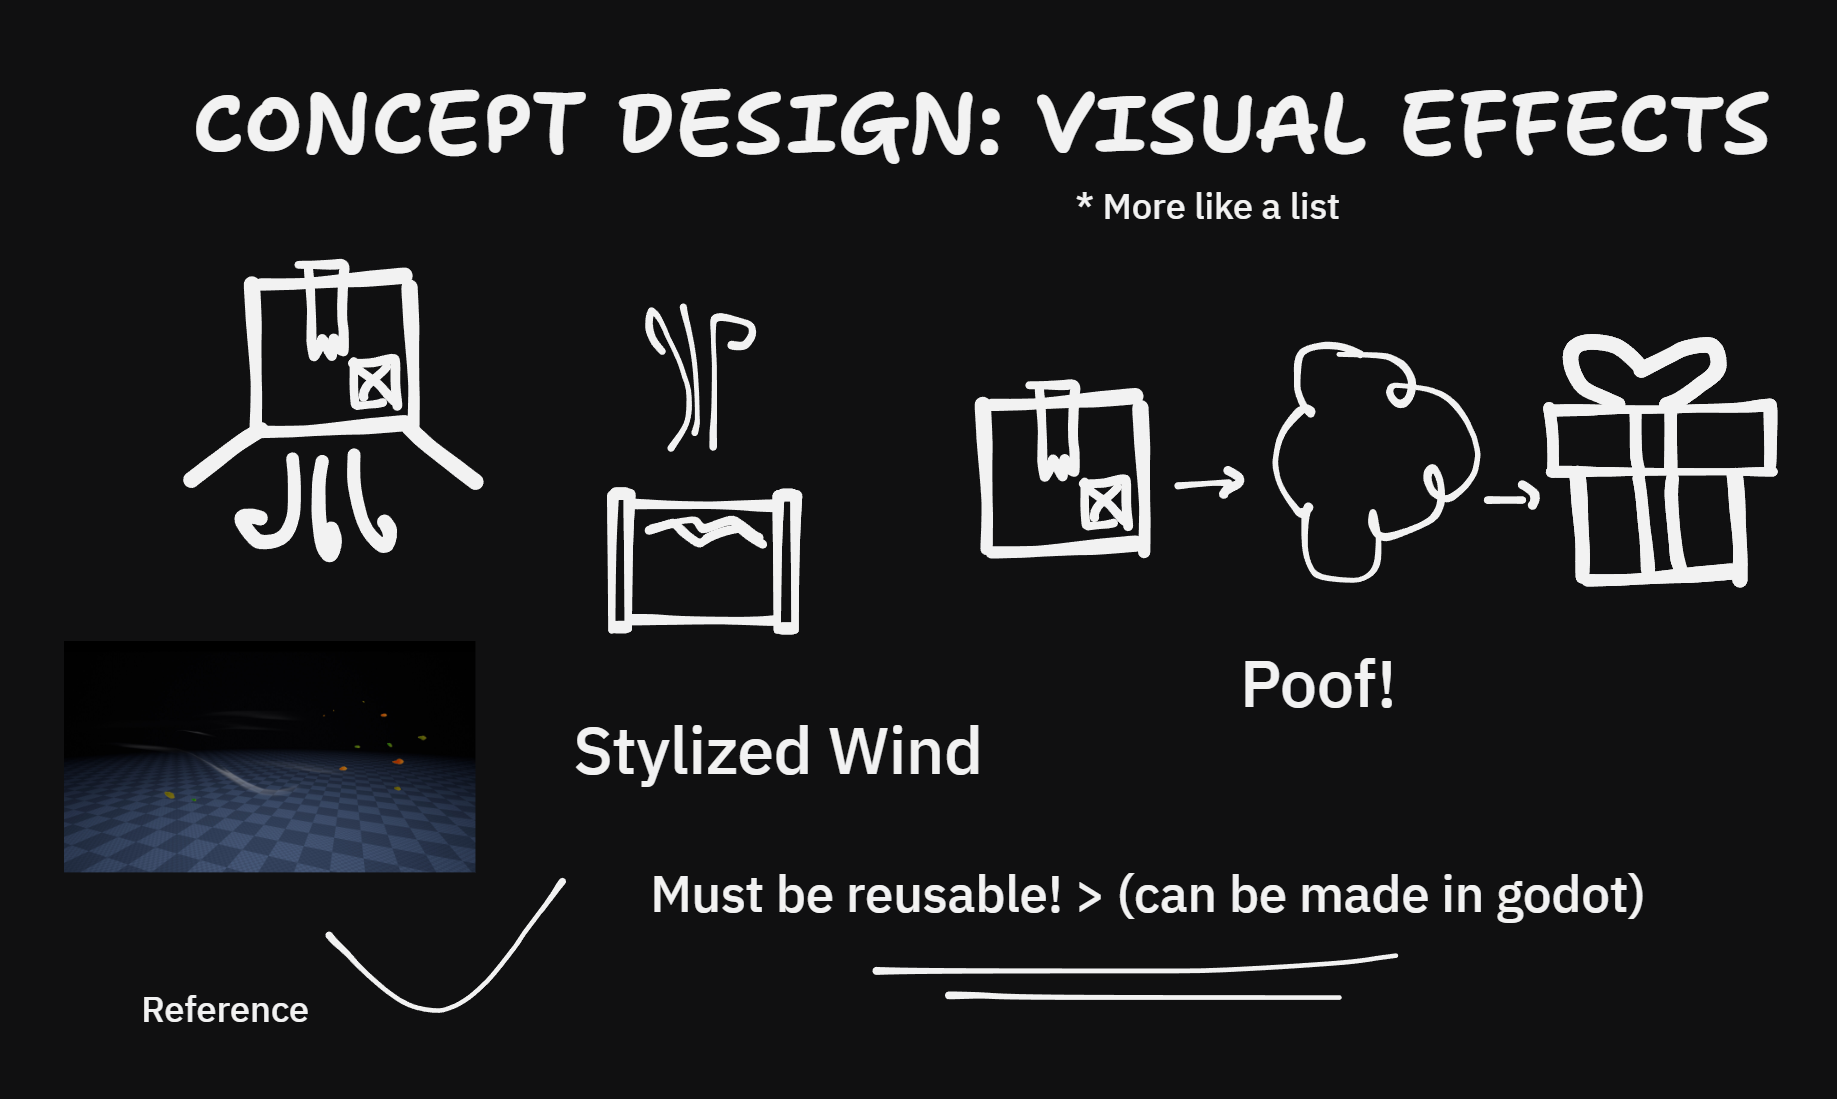 CONCEPT DESIGN: VISUAL EFFECTS
* More like a list
Poof!
Stylized Wind
Must be reusable! > (can be made in godot)
Reference